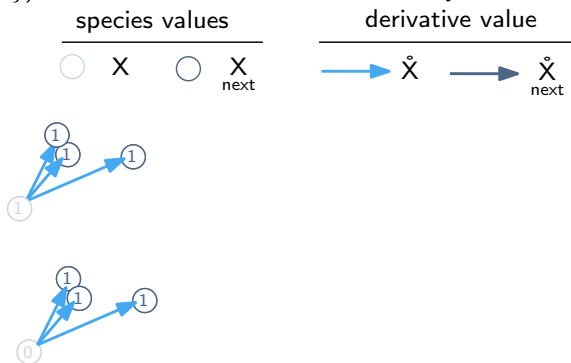 species values
derivative value
X X X̊ X̊
next next
1 1 1
1
1 1 1
0